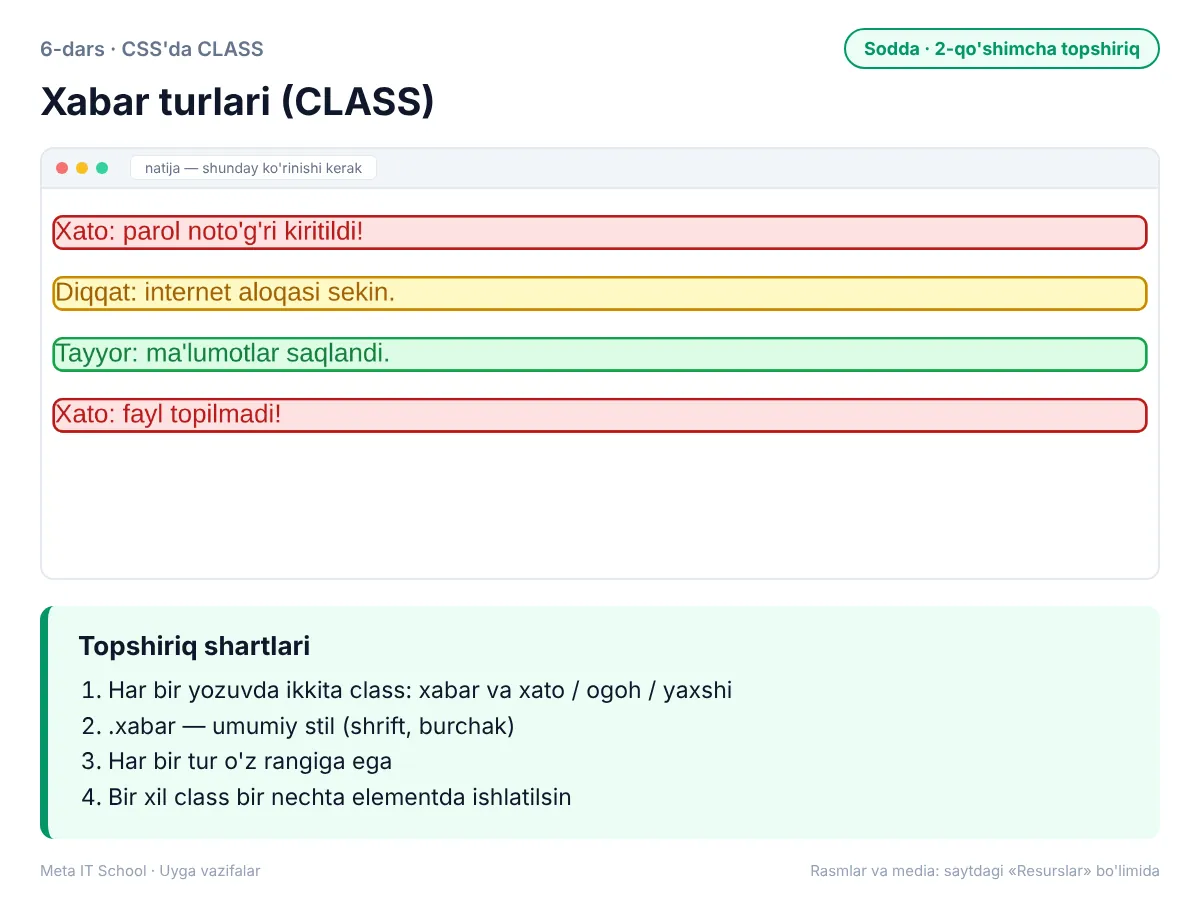 6-dars · CSS'da CLASS
Sodda · 2-qo'shimcha topshiriq
Xabar turlari (CLASS)
natija — shunday ko'rinishi kerak
Xato: parol noto'g'ri kiritildi!
Diqqat: internet aloqasi sekin.
Tayyor: ma'lumotlar saqlandi.
Xato: fayl topilmadi!
Topshiriq shartlari
1. Har bir yozuvda ikkita class: xabar va xato / ogoh / yaxshi
2. .xabar — umumiy stil (shrift, burchak)
3. Har bir tur o'z rangiga ega
4. Bir xil class bir nechta elementda ishlatilsin
Meta IT School · Uyga vazifalar
Rasmlar va media: saytdagi «Resurslar» bo'limida